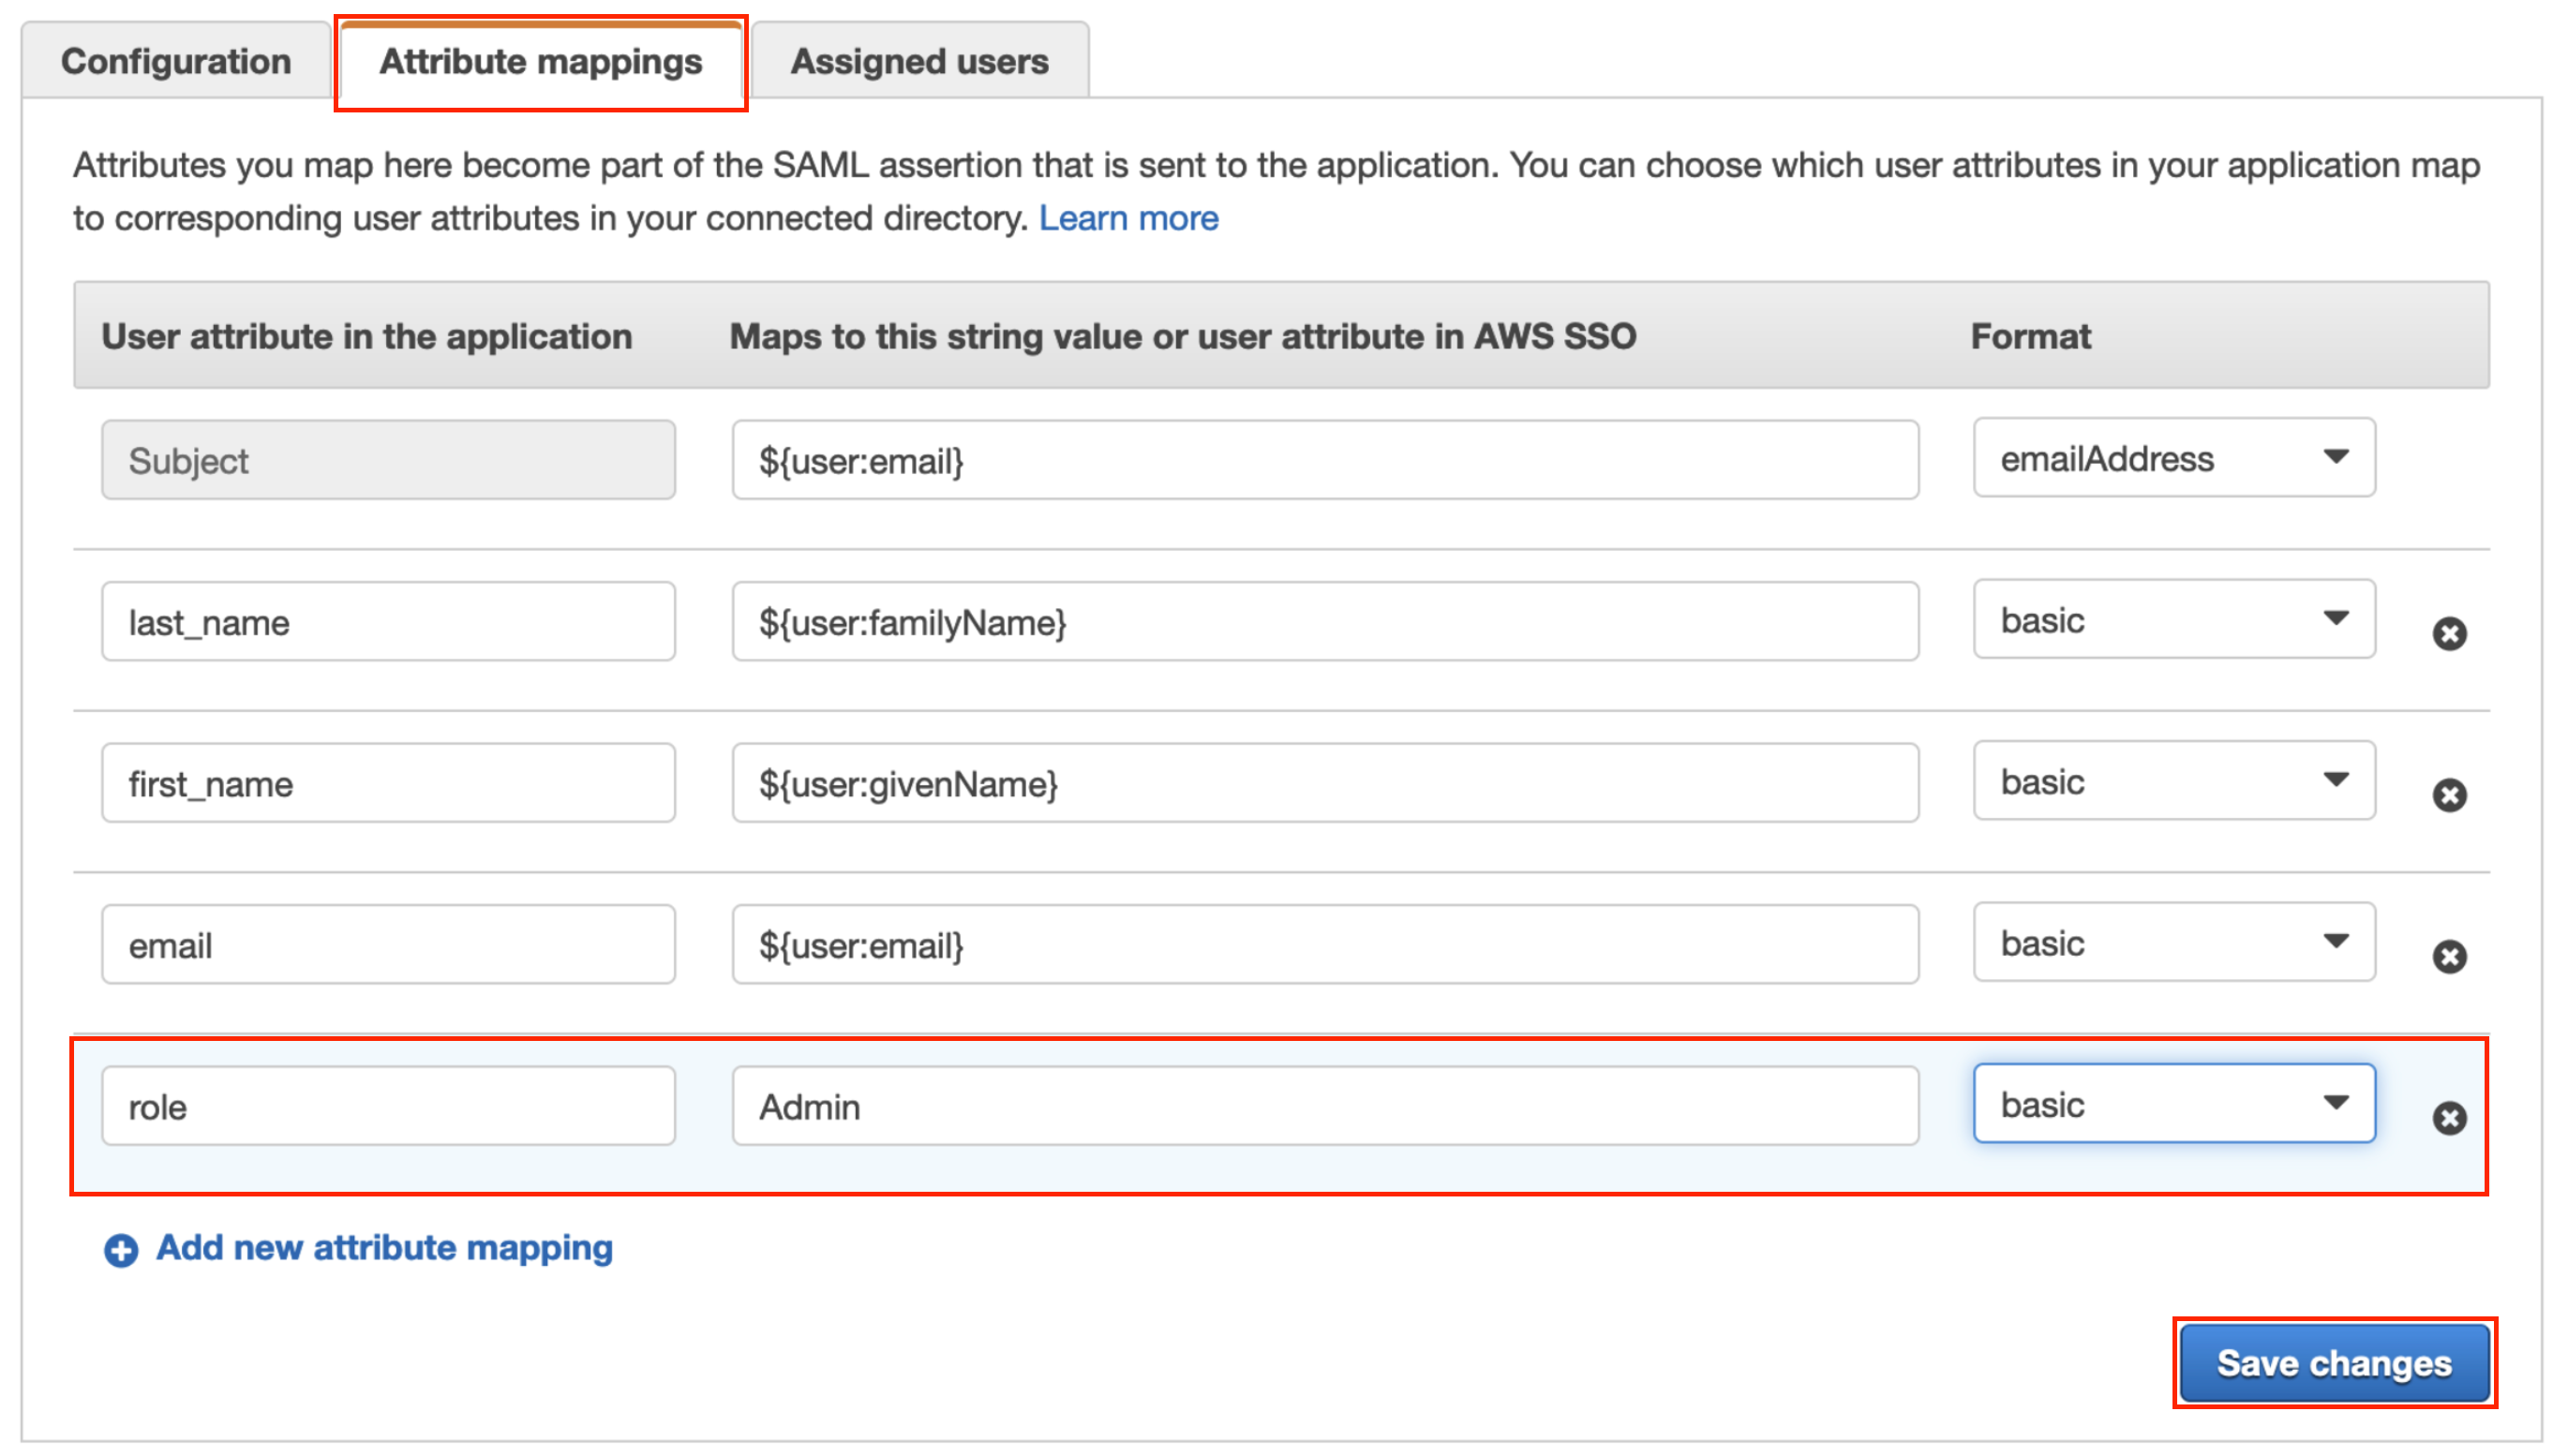 Configuration
Attribute mappings
Assigned users
Attributes you map here become part of the SAML assertion that is sent to the application. You can choose which user attributes in your application map
to corresponding user attributes in your connected directory. Learn more
User attribute in the application
Maps to this string value or user attribute in AWS SSO
Format
Subject
${user:email}
emailAddress
last_name
${user:familyName}
basic
first_name
${user:givenName}
basic
email
${user:email}
basic
role
Admin
basic
Add new attribute mapping
Save changes